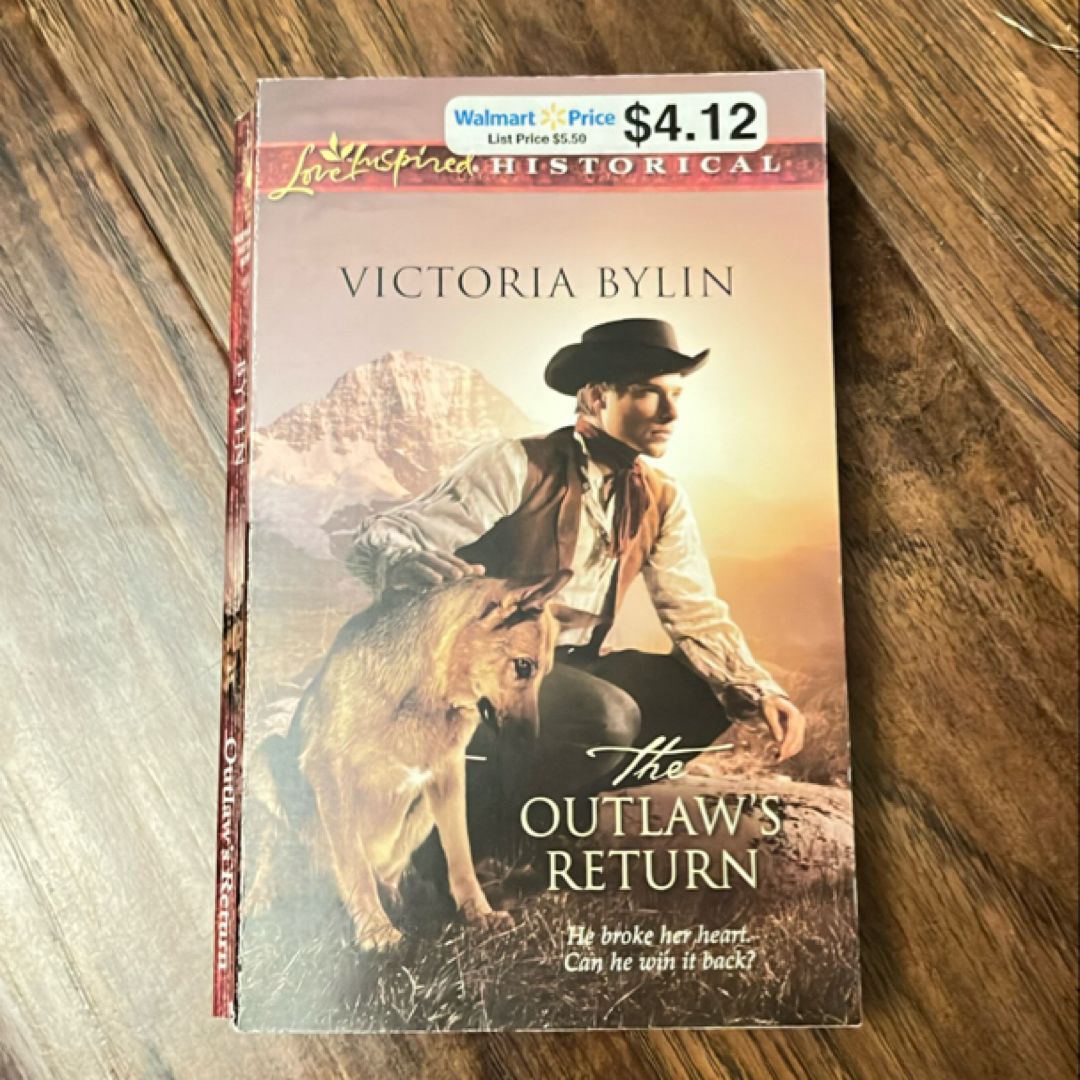 Walmart Price $4.12
List Price $5.50
Love Inspired HISTORICAL
VICTORIA BYLIN
The
OUTLAW'S
RETURN
He broke her heart.
Can he win it back?
BYLIN
Outlaw's Return